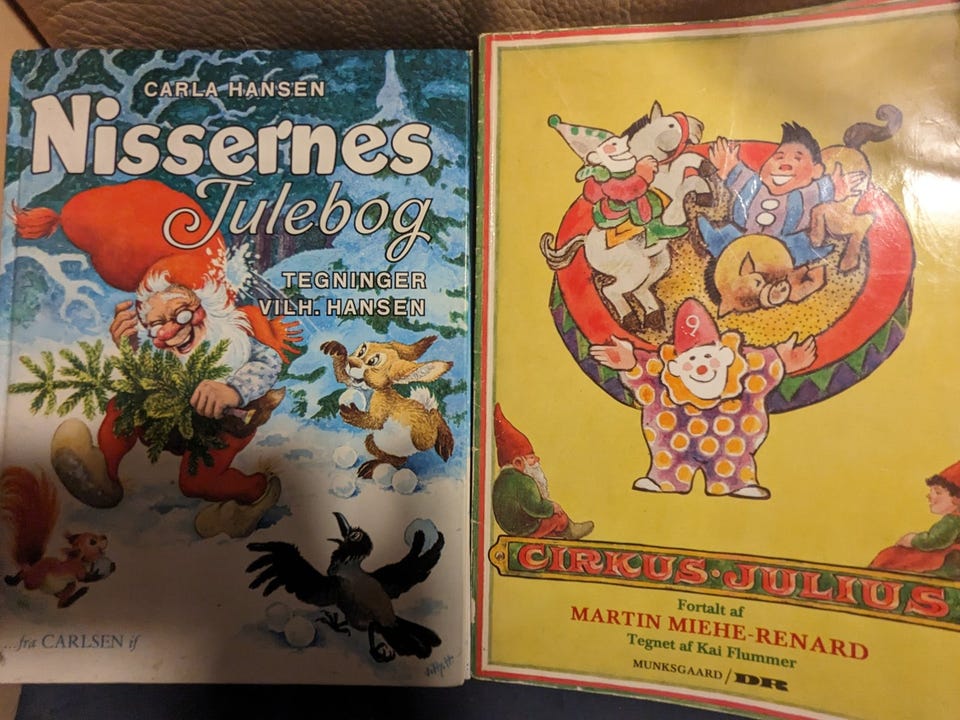 CARLA HANSEN
Nissernes
Julebog
TEGNINGER
VILH. HANSEN
...fra CARLSEN if
9
CIRKUS·JULIUS
Fortalt af
MARTIN MIEHE-RENARD
Tegnet af Kai Flummer
MUNKSGAARD/DR